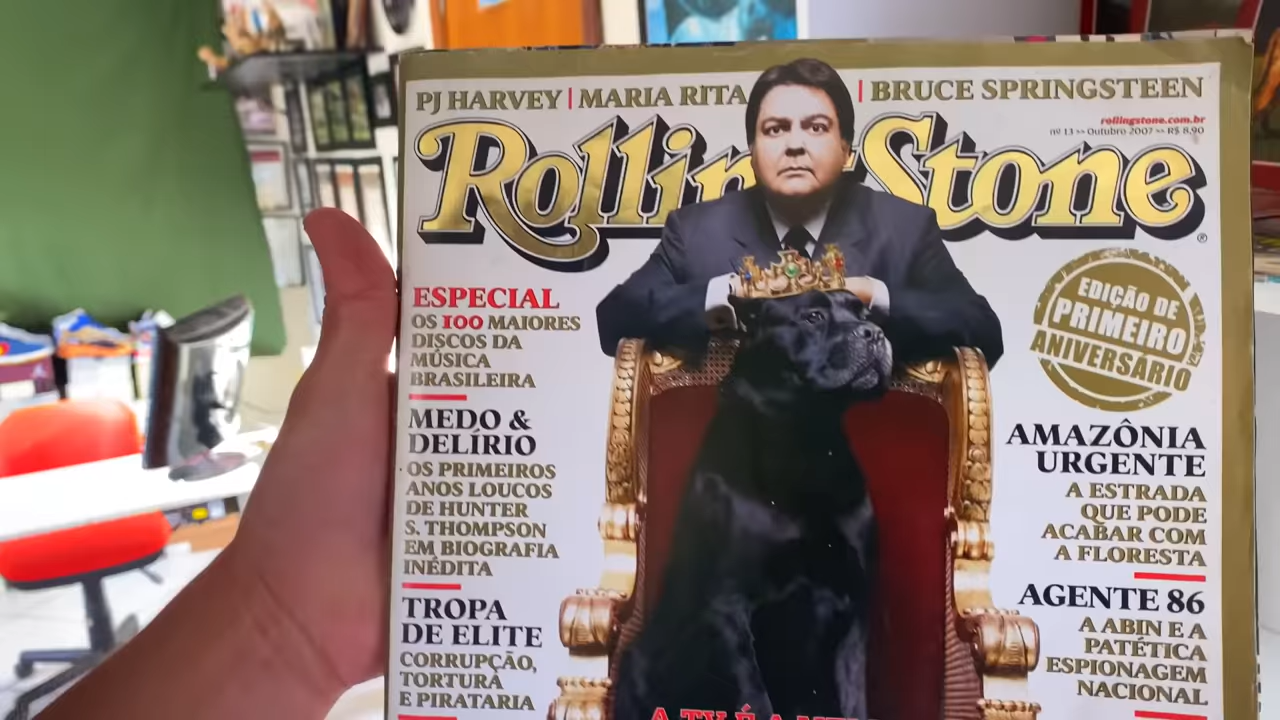 PJ HARVEY | MARIA RITA | BRUCE SPRINGSTEEN
rollingstone.com.br
nº 13 >> Outubro 2007 >> R$ 8,90
Rolling Stone
®
ESPECIAL
OS 100 MAIORES
DISCOS DA
MÚSICA
BRASILEIRA
MEDO &
DELÍRIO
OS PRIMEIROS
ANOS LOUCOS
DE HUNTER
S. THOMPSON
EM BIOGRAFIA
INÉDITA
TROPA
DE ELITE
CORRUPÇÃO,
TORTURA
E PIRATARIA
EDIÇÃO DE
PRIMEIRO
ANIVERSÁRIO
AMAZÔNIA
URGENTE
A ESTRADA
QUE PODE
ACABAR COM
A FLORESTA
AGENTE 86
A ABIN E A
PATÉTICA
ESPIONAGEM
NACIONAL
A TV É A